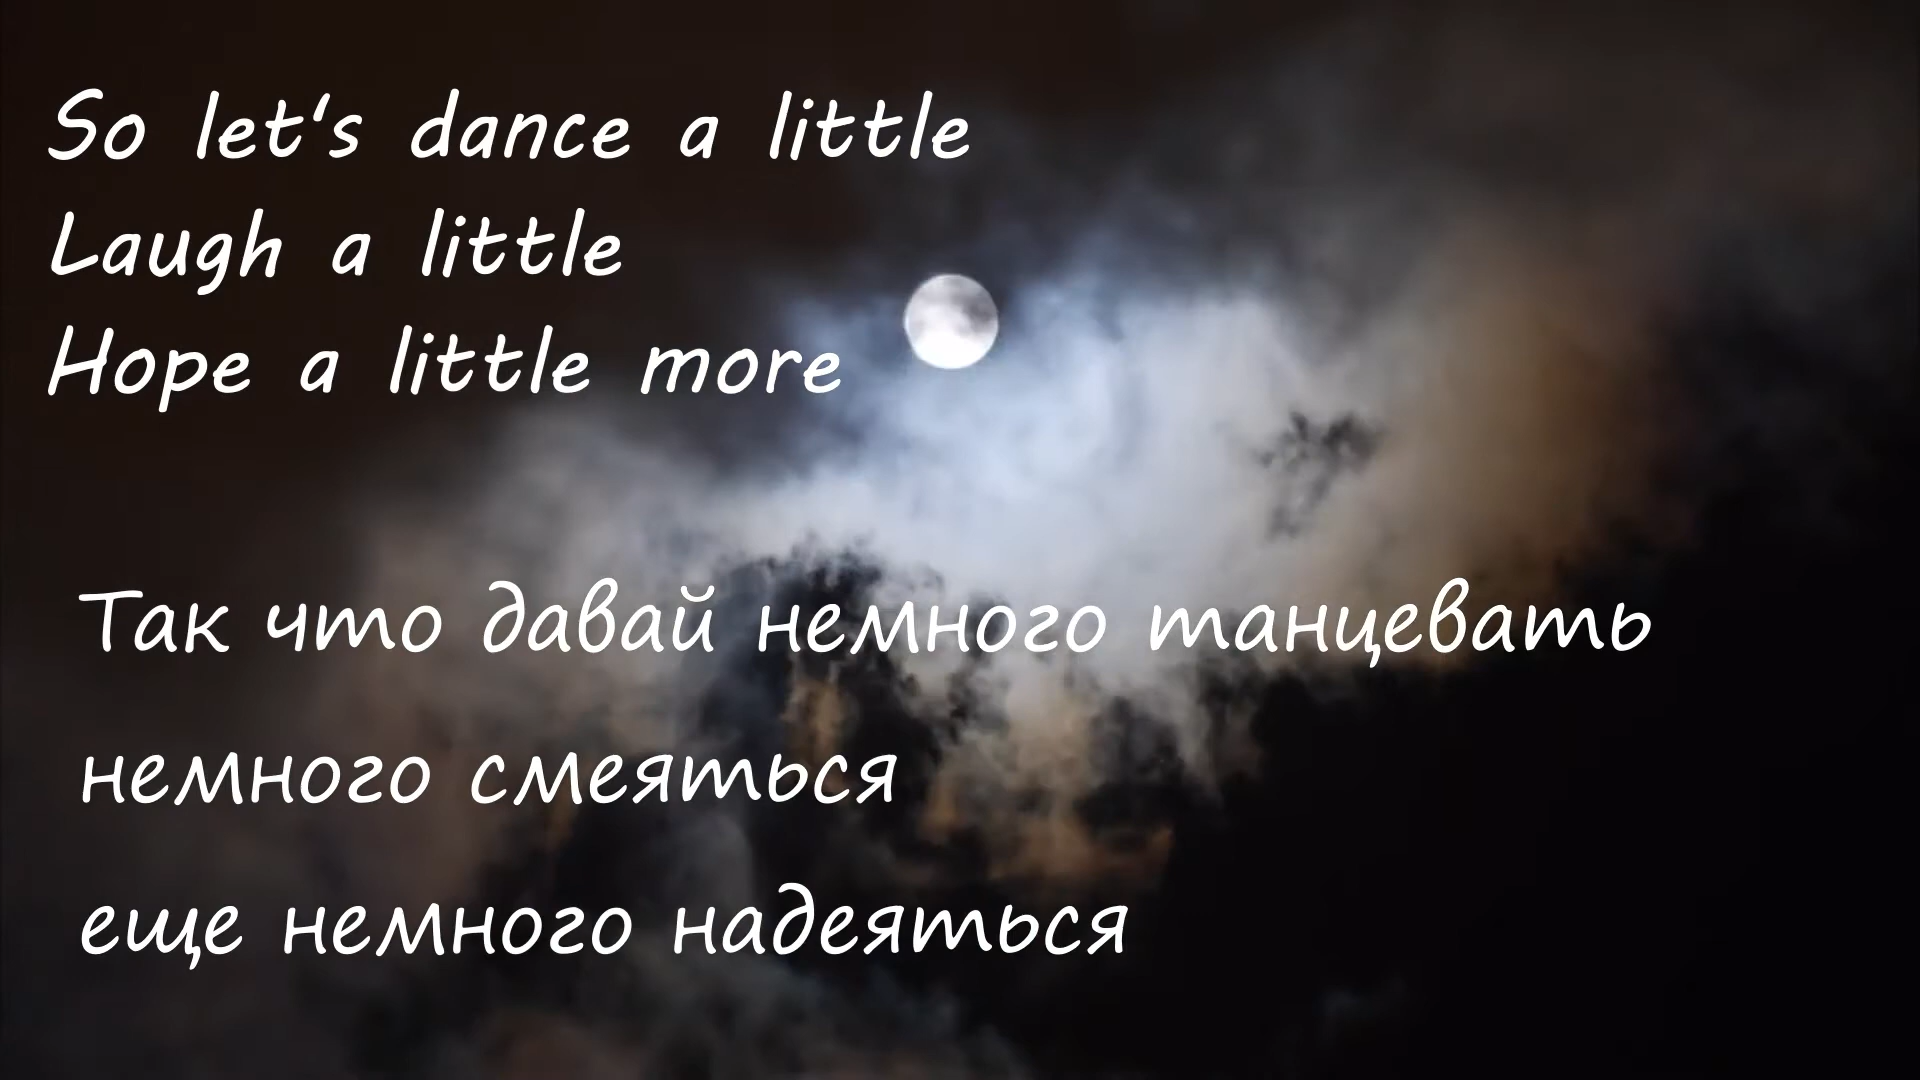 So let's dance a little
Laugh a little
Hope a little more
Так что давай немного танцевать
немного смеяться
еще немного надеяться